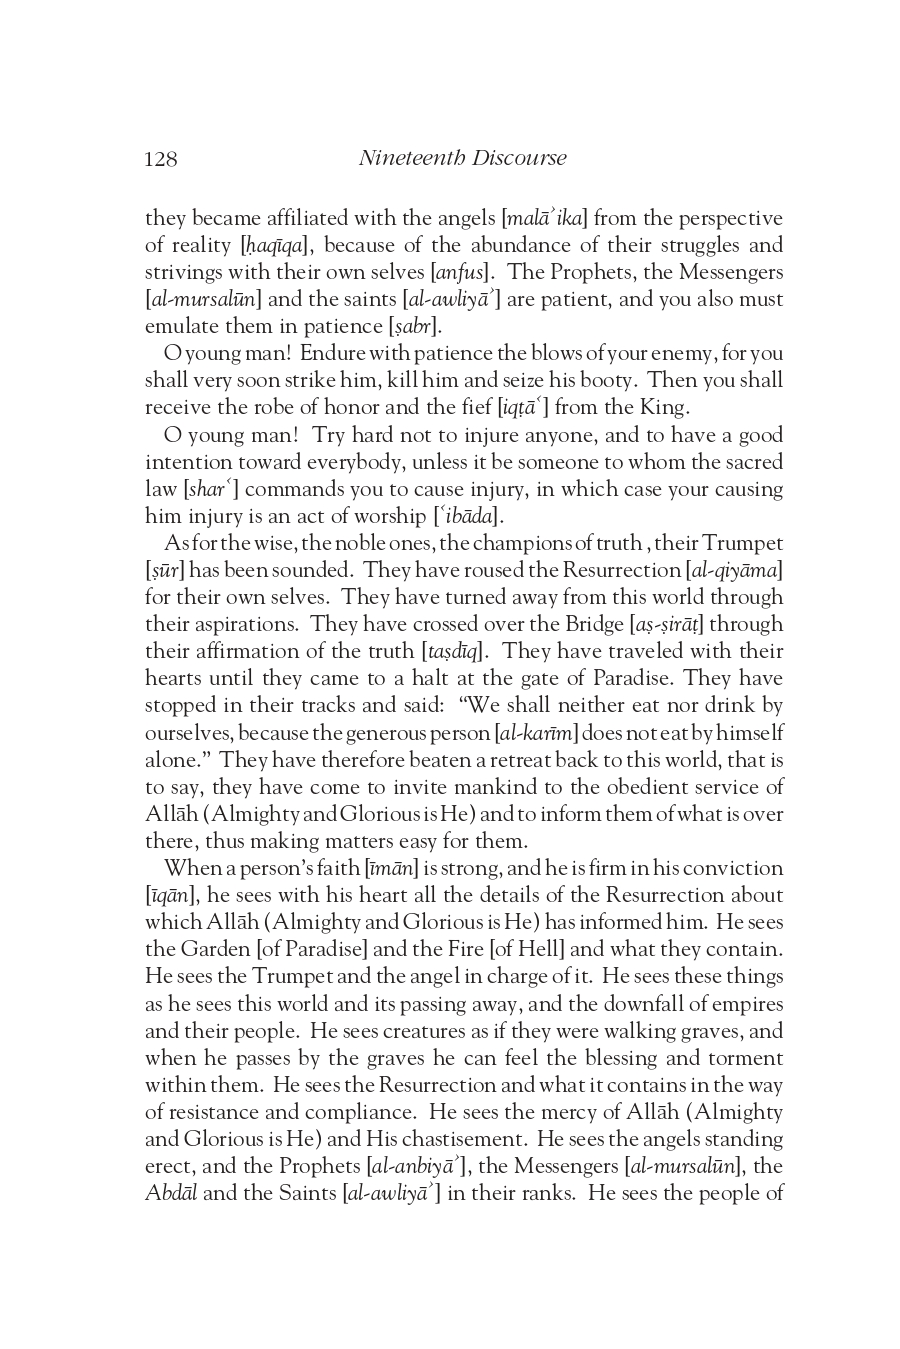 128 Nineteenth Discourse
they became affiliated with the angels [malāʾika] from the perspective
of reality [ḥaqīqa], because of the abundance of their struggles and
strivings with their own selves [anfus]. The Prophets, the Messengers
[al-mursalūn] and the saints [al-awliyāʾ] are patient, and you also must
emulate them in patience [ṣabr].
O young man! Endure with patience the blows of your enemy, for you
shall very soon strike him, kill him and seize his booty. Then you shall
receive the robe of honor and the fief [iqṭāʿ] from the King.
O young man! Try hard not to injure anyone, and to have a good
intention toward everybody, unless it be someone to whom the sacred
law [sharʿ] commands you to cause injury, in which case your causing
him injury is an act of worship [ʿibāda].
As for the wise, the noble ones, the champions of truth , their Trumpet
[ṣūr] has been sounded. They have roused the Resurrection [al-qiyāma]
for their own selves. They have turned away from this world through
their aspirations. They have crossed over the Bridge [aṣ-ṣirāṭ] through
their affirmation of the truth [taṣdīq]. They have traveled with their
hearts until they came to a halt at the gate of Paradise. They have
stopped in their tracks and said: “We shall neither eat nor drink by
ourselves, because the generous person [al-karīm] does not eat by himself
alone.” They have therefore beaten a retreat back to this world, that is
to say, they have come to invite mankind to the obedient service of
Allāh (Almighty and Glorious is He) and to inform them of what is over
there, thus making matters easy for them.
When a person’s faith [īmān] is strong, and he is firm in his conviction
[īqān], he sees with his heart all the details of the Resurrection about
which Allāh (Almighty and Glorious is He) has informed him. He sees
the Garden [of Paradise] and the Fire [of Hell] and what they contain.
He sees the Trumpet and the angel in charge of it. He sees these things
as he sees this world and its passing away, and the downfall of empires
and their people. He sees creatures as if they were walking graves, and
when he passes by the graves he can feel the blessing and torment
within them. He sees the Resurrection and what it contains in the way
of resistance and compliance. He sees the mercy of Allāh (Almighty
and Glorious is He) and His chastisement. He sees the angels standing
erect, and the Prophets [al-anbiyāʾ], the Messengers [al-mursalūn], the
Abdāl and the Saints [al-awliyāʾ] in their ranks. He sees the people of